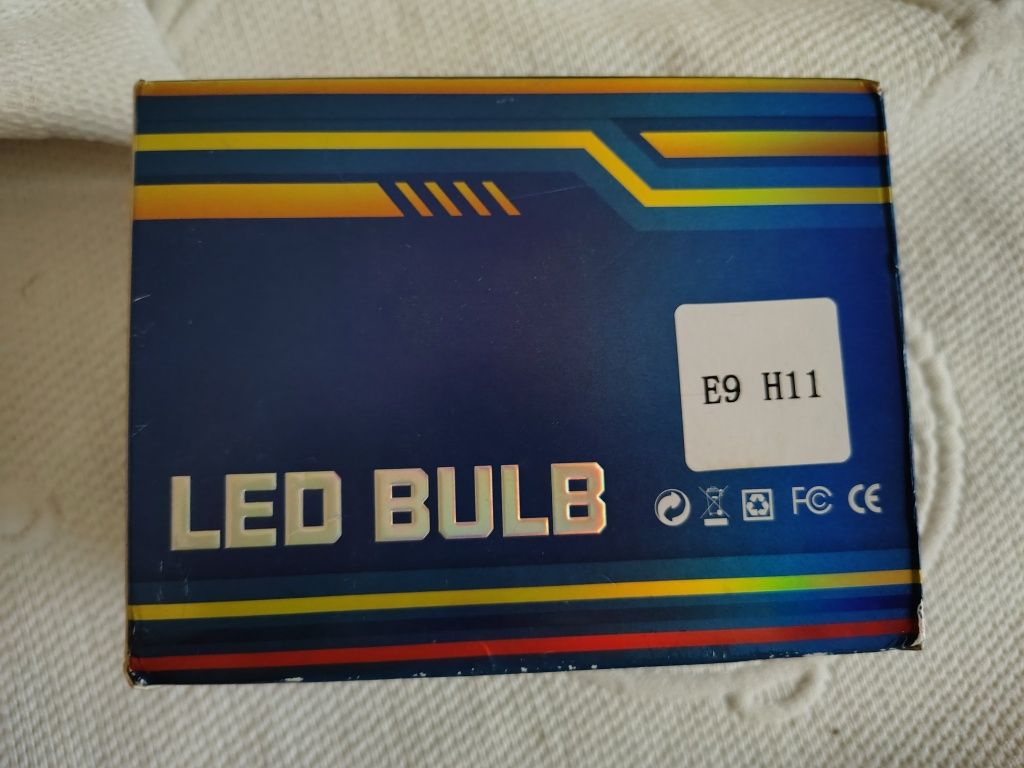 E9 H11
LED BULB
FC CE